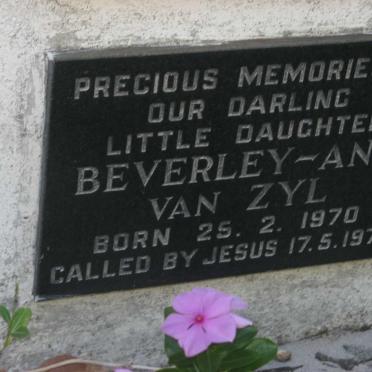 PRECIOUS MEMORIE
OUR DARLING
LITTLE DAUGHTE
BEVERLEY-AN
VAN ZYL
BORN 25. 2. 1970
CALLED BY JESUS 17.5.197